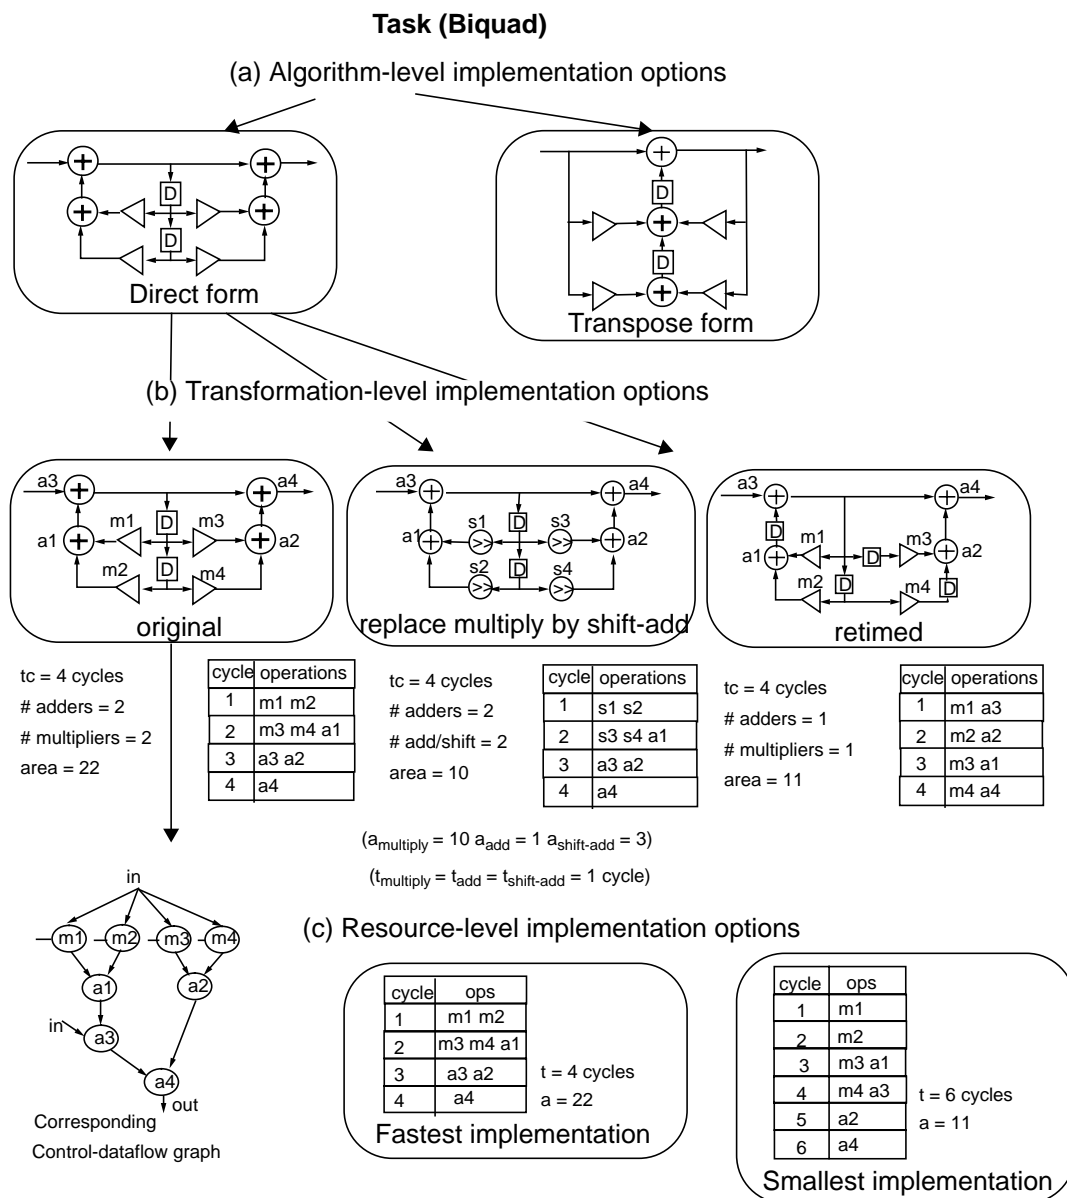 Task (Biquad)
(a) Algorithm-level implementation options
+ + + +
D
D
Direct form
+ + +
D
D
Transpose form
(b) Transformation-level implementation options
a3 + + a4
m1 D m3
a1 + + a2
m2 D m4
original
a3 + + a4
s1 D s3
a1 + >> >> + a2
s2 D s4
>> >>
replace multiply by shift-add
a3 + + a4
D m1 D m3
a1 + + a2
m2 D m4 D
retimed
tc = 4 cycles
# adders = 2
# multipliers = 2
area = 22
cycle operations
1 m1 m2
2 m3 m4 a1
3 a3 a2
4 a4
tc = 4 cycles
# adders = 2
# add/shift = 2
area = 10
cycle operations
1 s1 s2
2 s3 s4 a1
3 a3 a2
4 a4
tc = 4 cycles
# adders = 1
# multipliers = 1
area = 11
cycle operations
1 m1 a3
2 m2 a2
3 m3 a1
4 m4 a4
(a multiply = 10 a add = 1 a shift-add = 3)
(t multiply = t add = t shift-add = 1 cycle)
in
m1 m2 m3 m4
a1 a2
in
a3
a4
out
Corresponding
Control-dataflow graph
(c) Resource-level implementation options
cycle ops
1 m1 m2
2 m3 m4 a1
3 a3 a2
4 a4
t = 4 cycles
a = 22
Fastest implementation
cycle ops
1 m1
2 m2
3 m3 a1
4 m4 a3
5 a2
6 a4
t = 6 cycles
a = 11
Smallest implementation